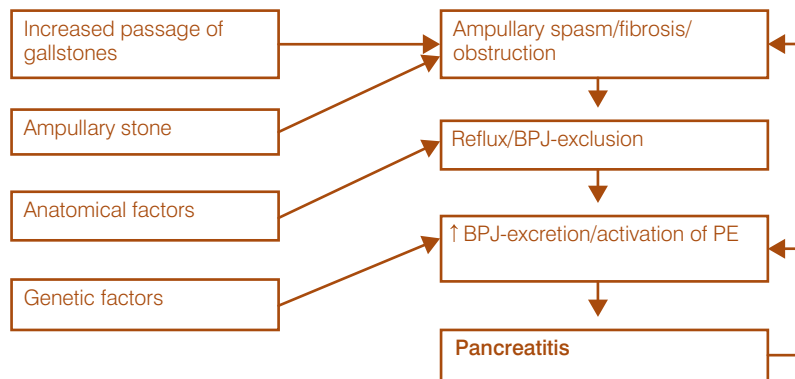 Increased passage of
gallstones
Ampullary spasm/fibrosis/
obstruction
Ampullary stone
Reflux/BPJ-exclusion
Anatomical factors
↑ BPJ-excretion/activation of PE
Genetic factors
Pancreatitis